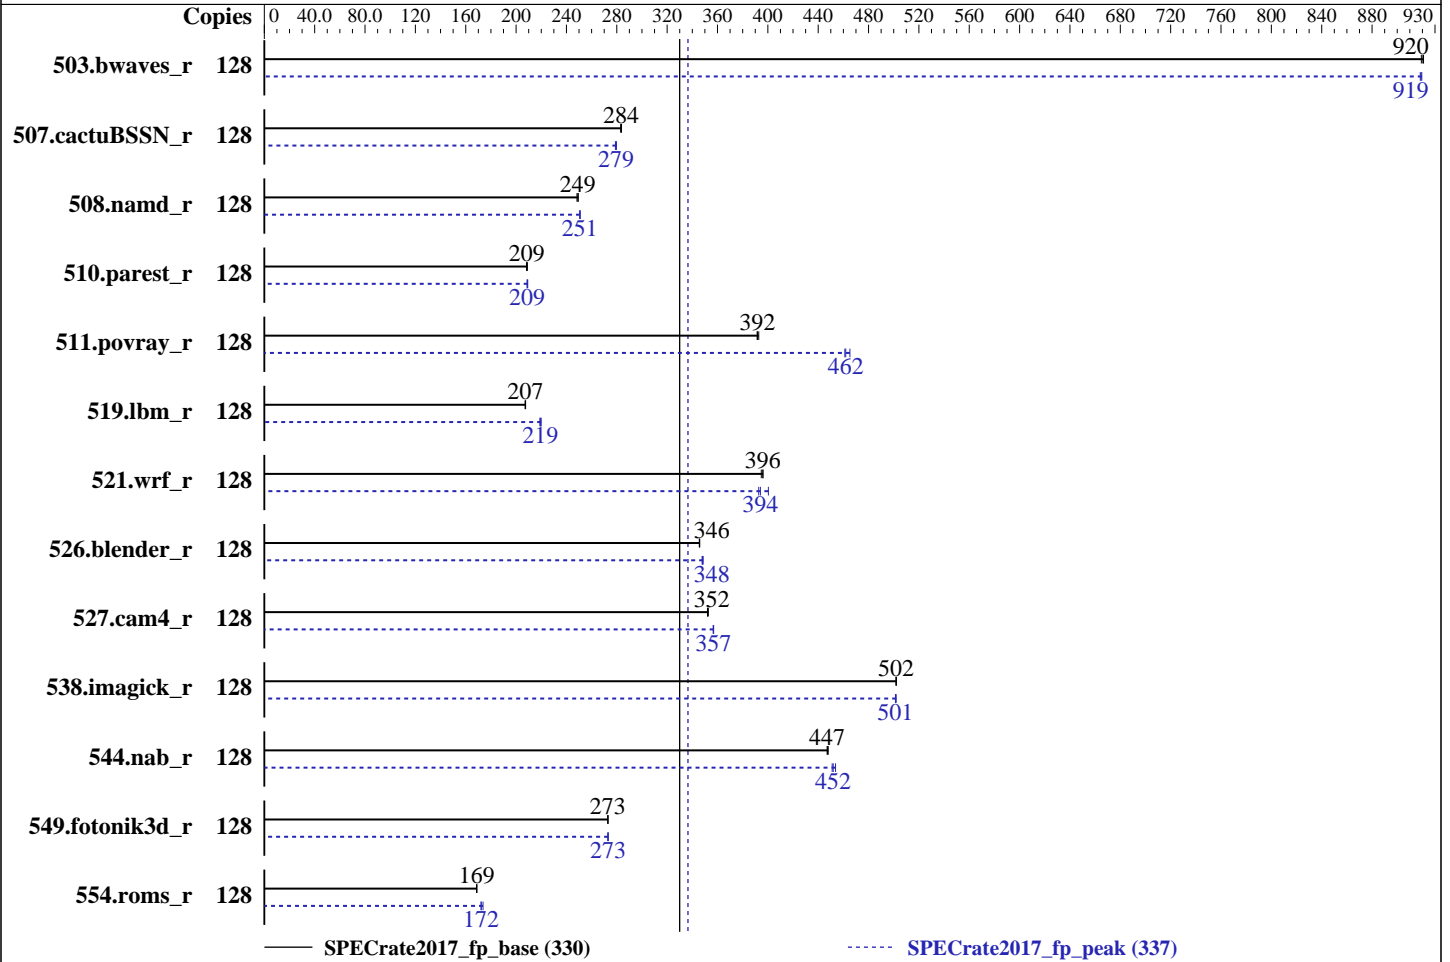 Copies 0 40.0 80.0 120 160 200 240 280 320 360 400 440 480 520 560 600 640 680 720 760 800 840 880 930
920
503.bwaves_r 128
919
284
507.cactuBSSN_r 128
279
249
508.namd_r 128
251
209
510.parest_r 128
209
392
511.povray_r 128
462
207
519.lbm_r 128
219
396
521.wrf_r 128
394
346
526.blender_r 128
348
352
527.cam4_r 128
357
502
538.imagick_r 128
501
447
544.nab_r 128
452
273
549.fotonik3d_r 128
273
169
554.roms_r 128
172
SPECrate2017_fp_base (330) SPECrate2017_fp_peak (337)